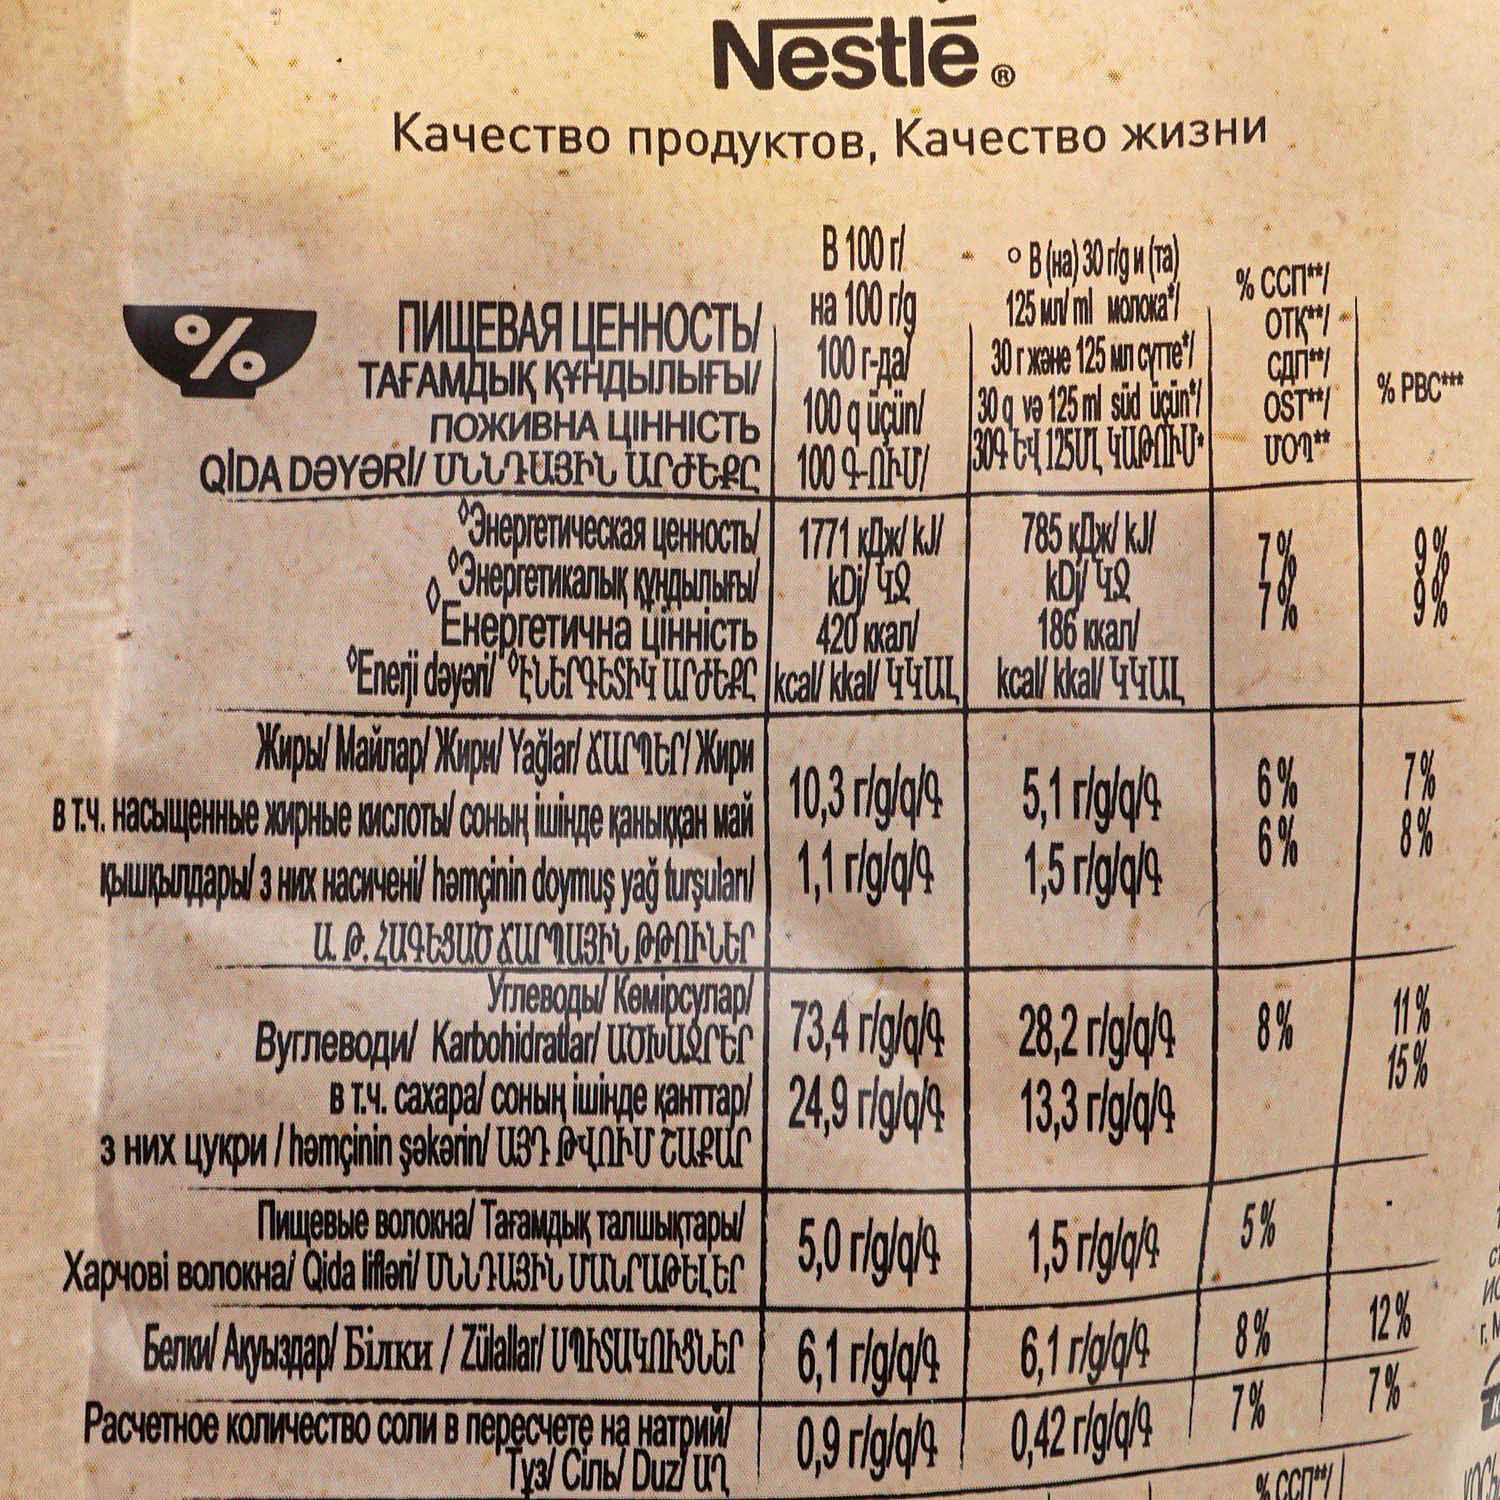 Nestlé®
Качество продуктов, Качество жизни
%
ПИЩЕВАЯ ЦЕННОСТЬ/
ТАҒАМДЫҚ ҚҰНДЫЛЫҒЫ/
ПОЖИВНА ЦІННІСТЬ
QİDA DƏYƏRİ/ ՍՆՆԴԱՅԻՆ ԱՐԺԵՔԸ
В 100 г/
на 100 г/g
100 г-да/
100 q üçün/
100 Գ-ՈՒՄ/
В (на) 30 г/g и (та)
125 мл/ ml молока*/
30 г және 125 мл сүтте*/
30 q və 125 ml süd üçün*/
30Գ ԵՎ 125ՄԼ ԿԱԹՈՒՄ*
% ССП**/
ОТҚ**/
СДП**/
OST**/
ՄՕՊ**
% РВС***
◊Энергетическая ценность/
◊Энергетикалық құндылығы/
◊Енергетична цінність
◊Enerji dəyəri/ ◊ԷՆԵՐԳԵՏԻԿ ԱՐԺԵՔԸ
1771 кДж/ kJ/
kDj/ ԿՋ
420 ккал/
kcal/ kkal/ ԿԿԱԼ
785 кДж/ kJ/
kDj/ ԿՋ
186 ккал/
kcal/ kkal/ ԿԿԱԼ
7%
7%
9%
9%
Жиры/ Майлар/ Жири/ Yağlar/ ՃԱՐՊԵՐ/ Жири
в т.ч. насыщенные жирные кислоты/ соның ішінде қаныққан май
қышқылдары/ з них насичені/ həmçinin doymuş yağ turşuları/
Ա. Թ. ՀԱԳԵՑԱԾ ՃԱՐՊԱՅԻՆ ԹԹՈՒՆԵՐ
10,3 г/g/q/գ
1,1 г/g/q/գ
5,1 г/g/q/գ
1,5 г/g/q/գ
6%
6%
7%
8%
Углеводы/ Көмірсулар/
Вуглеводи/ Karbohidratlar/ ԱԾԽԱՋՐԵՐ
в т.ч. сахара/ соның ішінде қанттар/
з них цукри / həmçinin şəkərin/ ԱՅԴ ԹՎՈՒՄ ՇԱՔԱՐ
73,4 г/g/q/գ
24,9 г/g/q/գ
28,2 г/g/q/գ
13,3 г/g/q/գ
8%
11%
15%
Пищевые волокна/ Тағамдық талшықтары/
Харчові волокна/ Qida lifləri/ ՍՆՆԴԱՅԻՆ ՄԱՆՐԱԹԵԼԵՐ
5,0 г/g/q/գ
1,5 г/g/q/գ
5%
-
Белки/ Ақуыздар/ Білки / Zülallar/ ՍՊԻՏԱԿՈՒՑՆԵՐ
6,1 г/g/q/գ
6,1 г/g/q/գ
8%
12%
Расчетное количество соли в пересчете на натрий/
Тұз/ Сіль/ Duz/ ԱՂ
0,9 г/g/q/գ
0,42 г/g/q/գ
7%
7%
% ССП**/